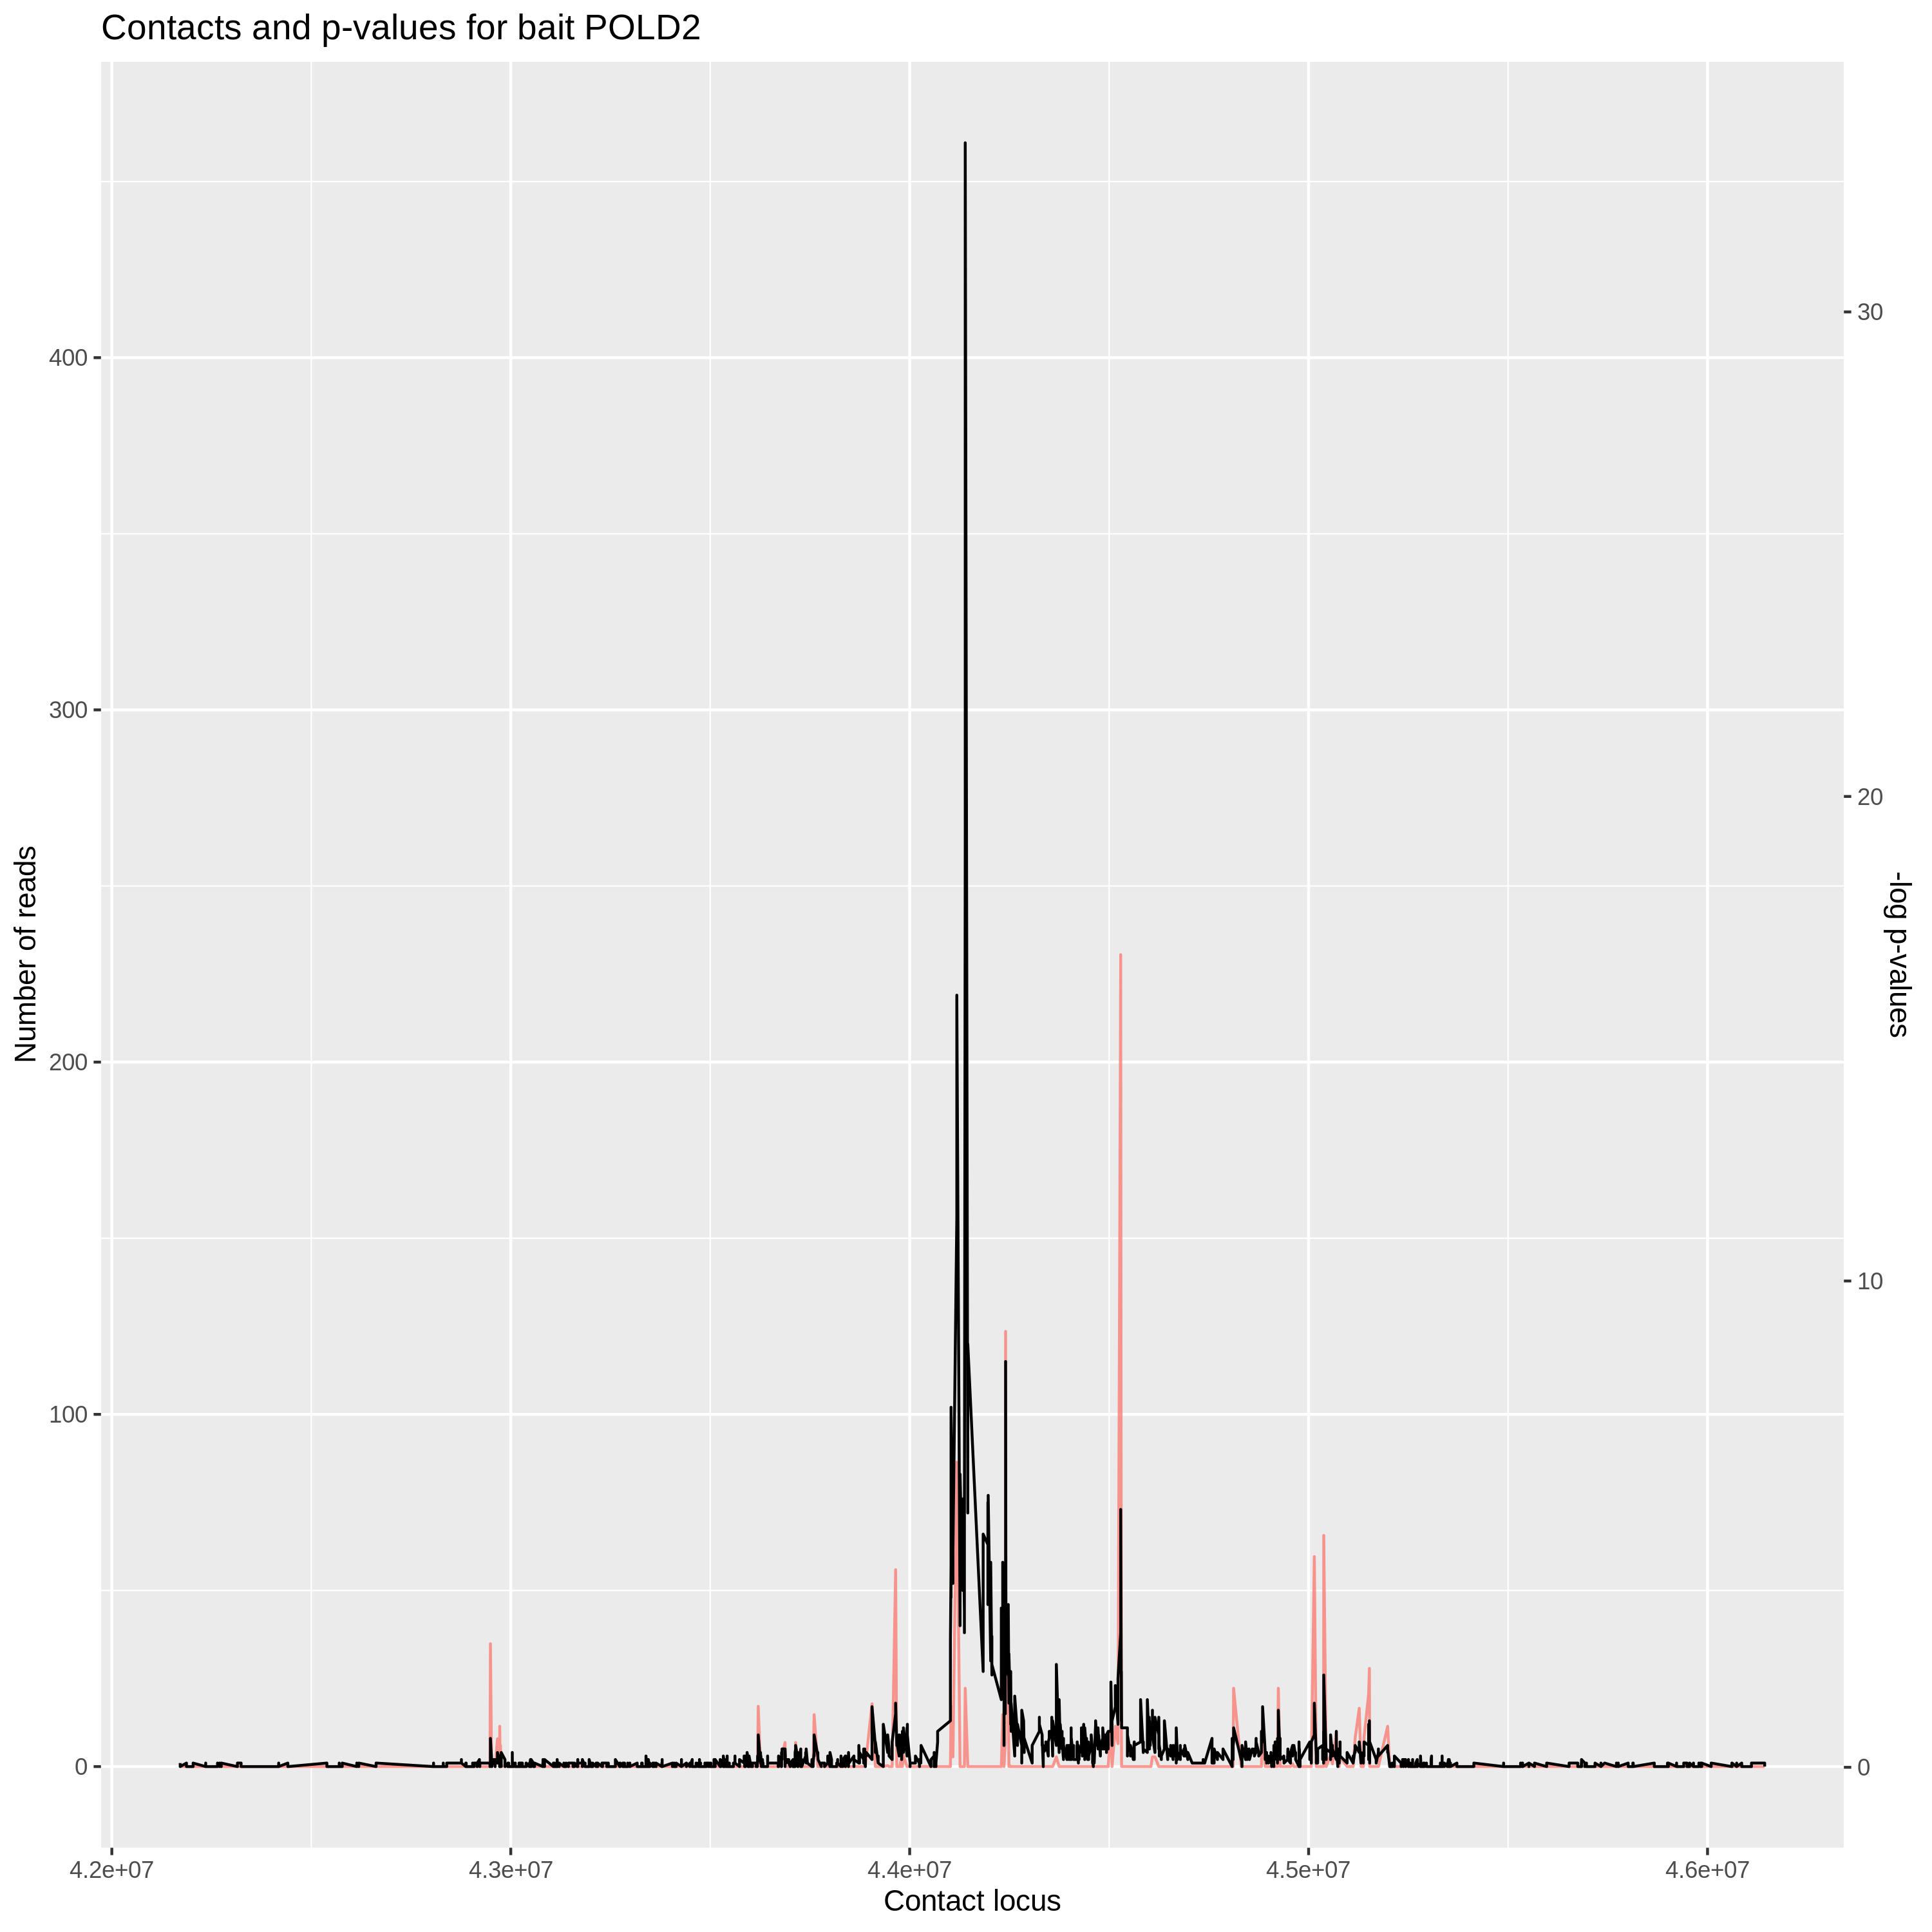 Contacts and p-values for bait POLD2
Number of reads
400
300
200
100
0
30
20
10
0
-log p-values
4.2e+07 4.3e+07 4.4e+07 4.5e+07 4.6e+07
Contact locus